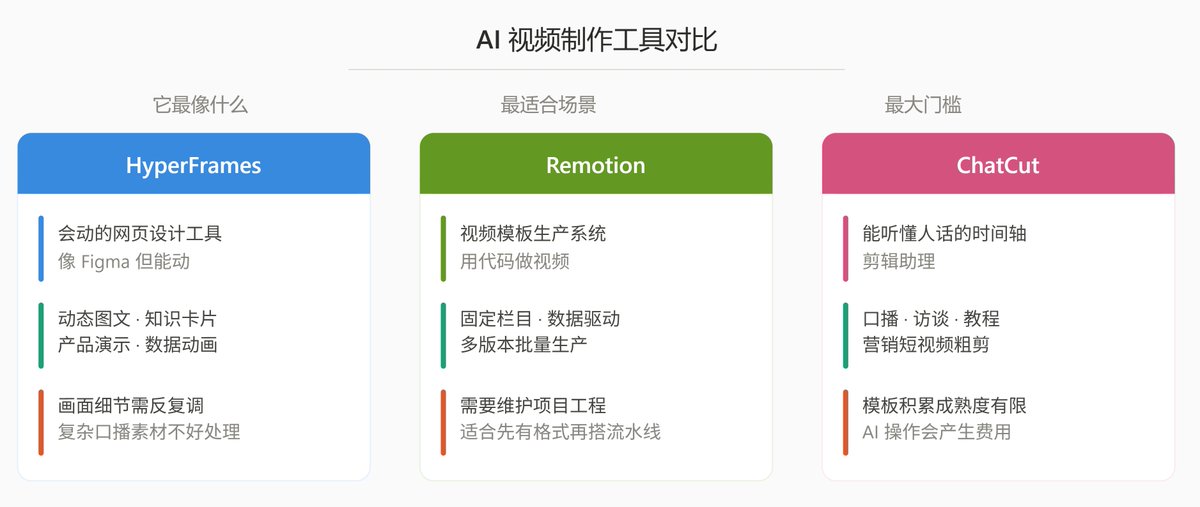 AI 视频制作工具对比
它最像什么
最适合场景
最大门槛
HyperFrames
会动的网页设计工具
像 Figma 但能动
动态图文 · 知识卡片
产品演示 · 数据动画
画面细节需反复调
复杂口播素材不好处理
Remotion
视频模板生产系统
用代码做视频
固定栏目 · 数据驱动
多版本批量生产
需要维护项目工程
适合先有格式再搭流水线
ChatCut
能听懂人话的时间轴
剪辑助理
口播 · 访谈 · 教程
营销短视频粗剪
模板积累成熟度有限
AI 操作会产生费用